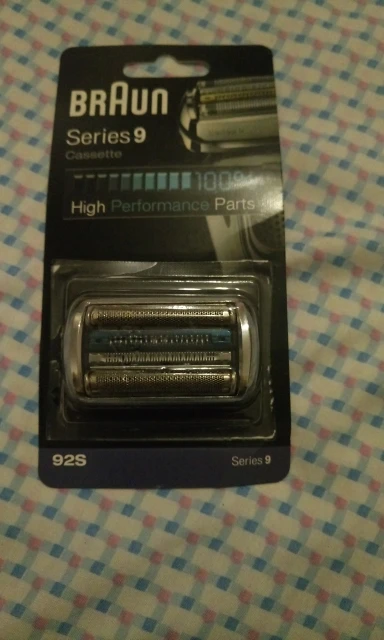 BRAUN
Series 9
Cassette
100%
High Performance Parts
92S
Series 9